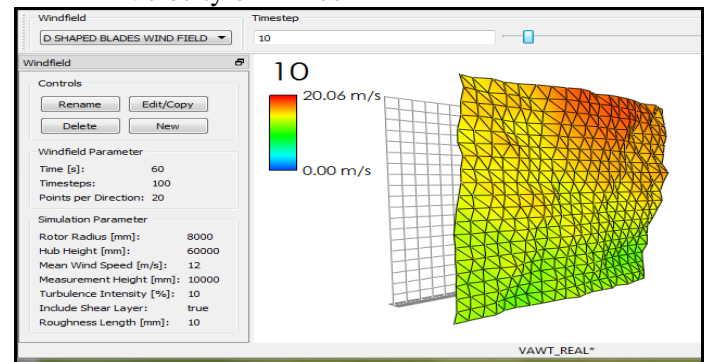 Windfield
Timestep
D SHAPED BLADES WIND FIELD
10
Windfield
Controls
Rename
Edit/Copy
Delete
New
Windfield Parameter
Time [s]: 60
Timesteps: 100
Points per Direction: 20
Simulation Parameter
Rotor Radius [mm]: 8000
Hub Height [mm]: 60000
Mean Wind Speed [m/s]: 12
Measurement Height [mm]: 10000
Turbulence Intensity [%]: 10
Include Shear Layer: true
Roughness Length [mm]: 10
10
20.06 m/s
0.00 m/s
VAWT_REAL*